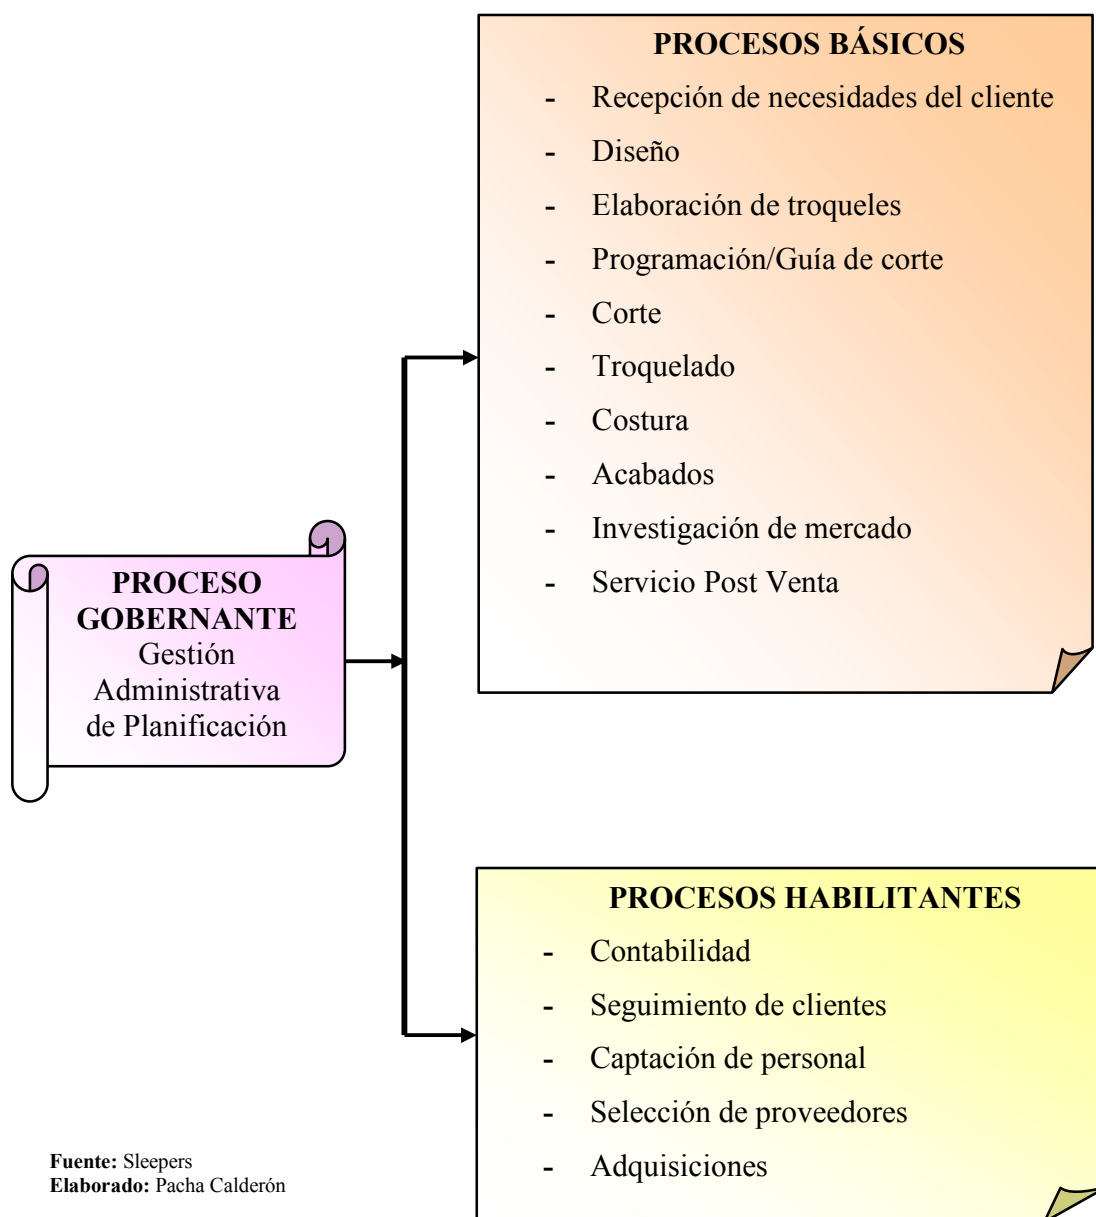 PROCESOS BÁSICOS
- Recepción de necesidades del cliente
- Diseño
- Elaboración de troqueles
- Programación/Guía de corte
- Corte
- Troquelado
- Costura
- Acabados
- Investigación de mercado
- Servicio Post Venta
PROCESO
GOBERNANTE
Gestión
Administrativa
de Planificación
PROCESOS HABILITANTES
- Contabilidad
- Seguimiento de clientes
- Captación de personal
- Selección de proveedores
- Adquisiciones
Fuente: Sleepers
Elaborado: Pacha Calderón